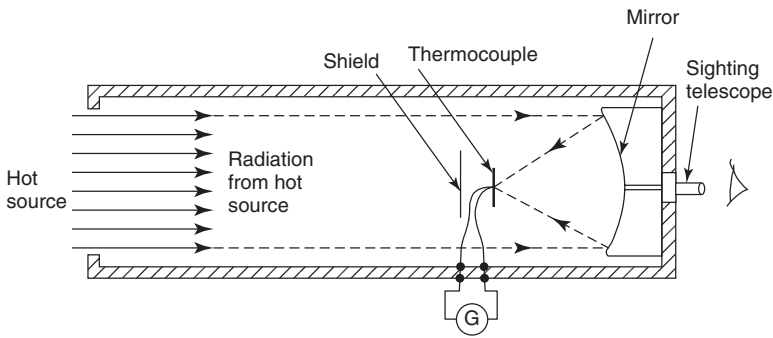 Mirror
Thermocouple
Shield
Sighting
telescope
Radiation
from hot
source
Hot
source
G